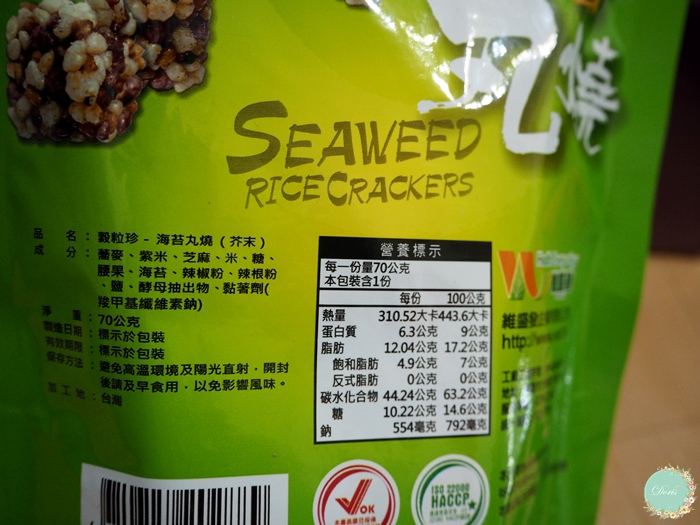 丸燒
SEAWEED
RICE CRACKERS
品 名：穀粒珍-海苔丸燒（芥末）
成 分：蕎麥、紫米、芝麻、米、糖、
腰果、海苔、辣椒粉、辣根粉
、鹽、酵母抽出物、黏著劑(
羧甲基纖維素鈉)
淨 重：70公克
製造日期：標示於包裝
有效期限：標示於包裝
保存方法：避免高溫環境及陽光直射，開封
後請及早食用，以免影響風味。
加 工 地：台灣
營養標示
每一份量70公克
本包裝含1份
每份 100公克
熱量 310.52大卡 443.6大卡
蛋白質 6.3公克 9公克
脂肪 12.04公克 17.2公克
飽和脂肪 4.9公克 7公克
反式脂肪 0公克 0公克
碳水化合物 44.24公克 63.2公克
糖 10.22公克 14.6公克
鈉 554毫克 792毫克
維盛發
http://w
OK
ISO 22000
HACCP
Doris